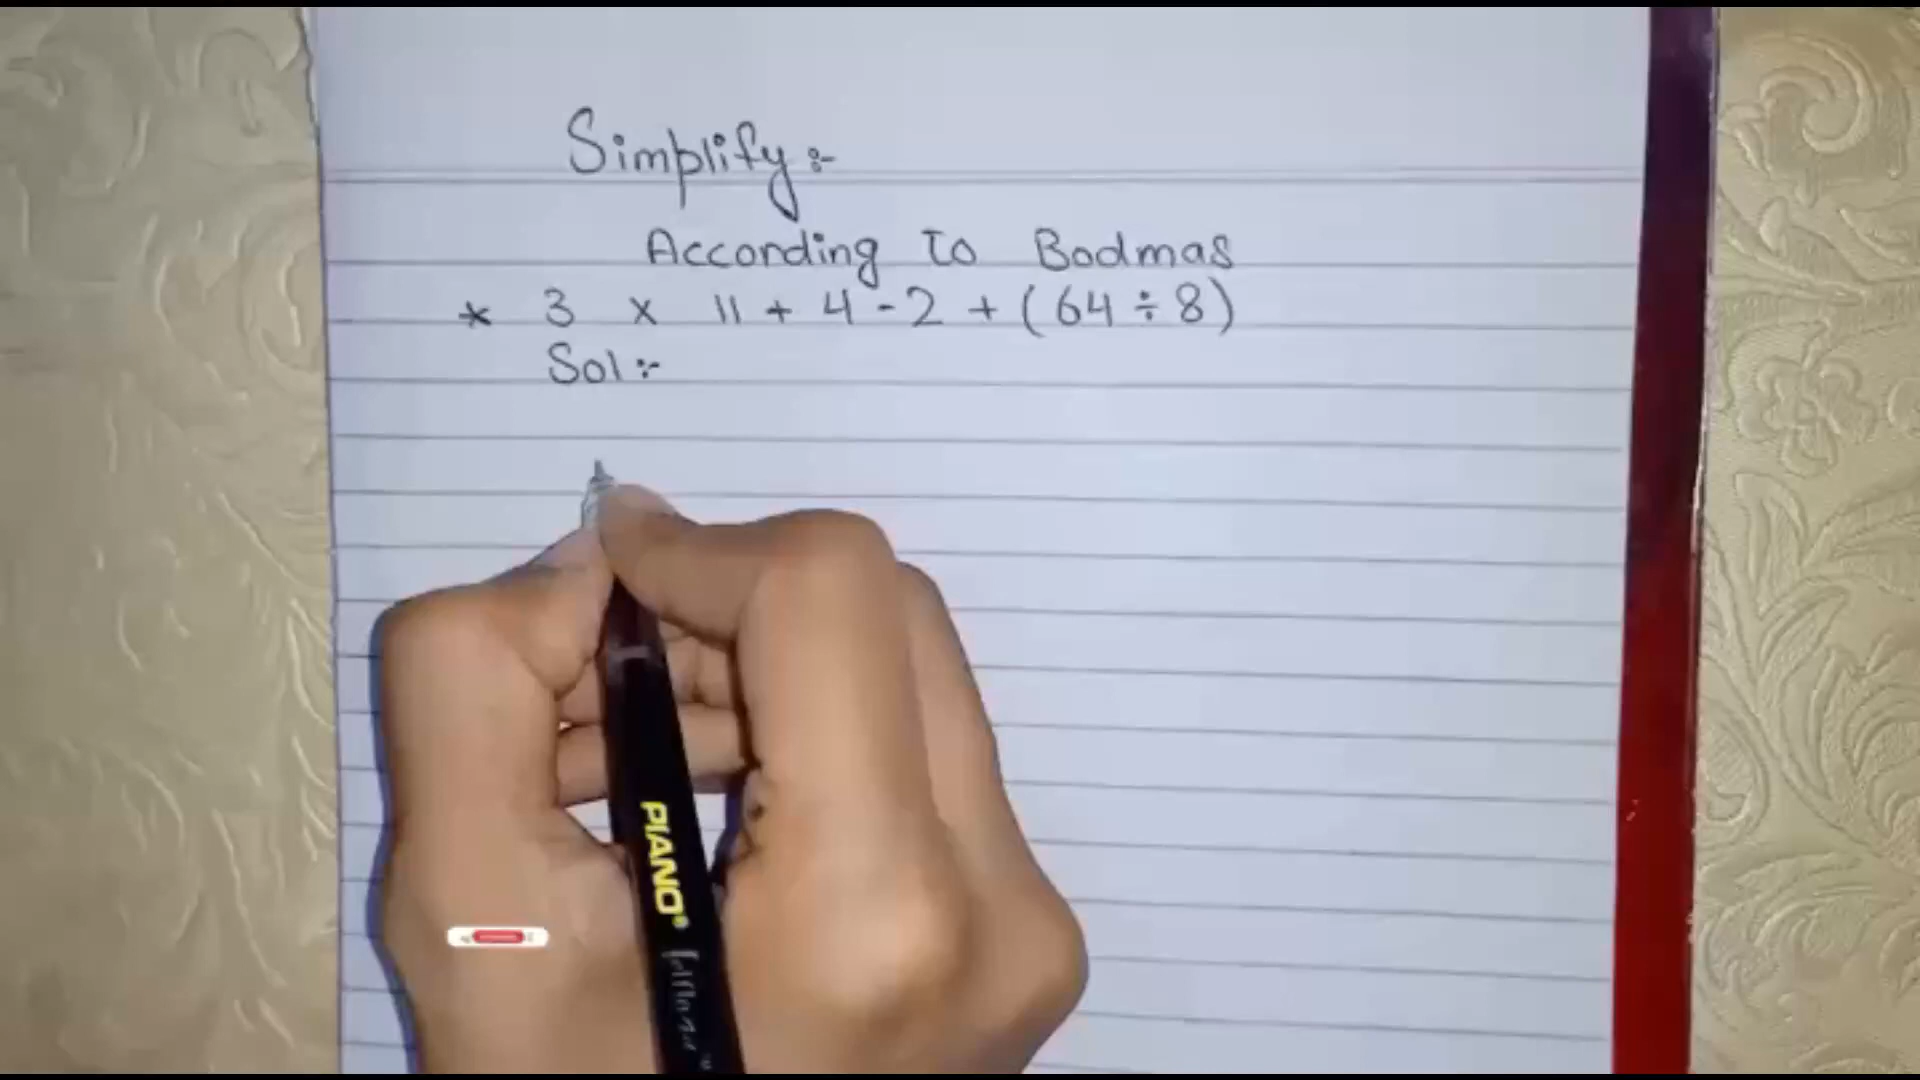 Simplify :-
According to Bodmas
* 3 x 11 + 4 - 2 + (64 ÷ 8)
Sol :-
PIANO